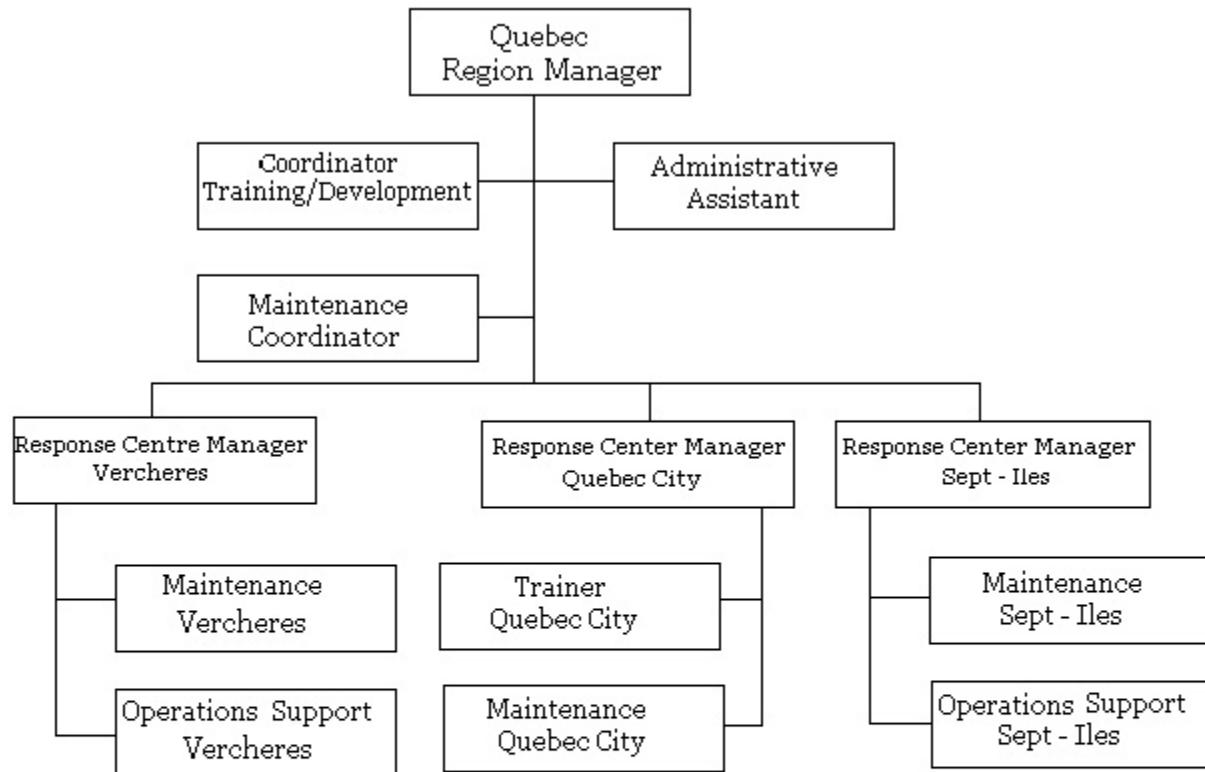 Quebec
Region Manager
Coordinator
Training/Development
Administrative
Assistant
Maintenance
Coordinator
Response Centre Manager
Vercheres
Response Center Manager
Quebec City
Response Center Manager
Sept - Iles
Maintenance
Vercheres
Trainer
Quebec City
Maintenance
Sept - Iles
Operations Support
Vercheres
Maintenance
Quebec City
Operations Support
Sept - Iles